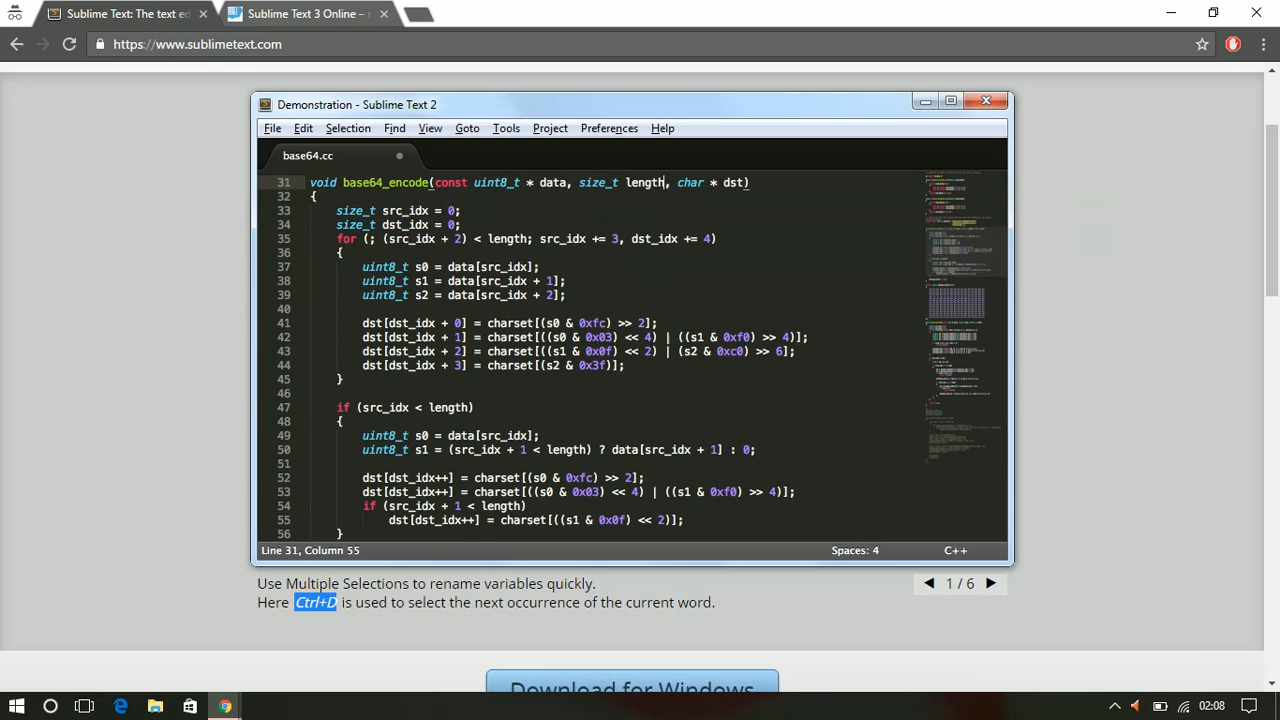 Sublime Text: The text ed
Sublime Text 3 Online –
https://www.sublimetext.com
Demonstration - Sublime Text 2
File Edit Selection Find View Goto Tools Project Preferences Help
base64.cc
31 void base64_encode(const uint8_t * data, size_t length, char * dst)
32 {
33 size_t src_idx = 0;
34 size_t dst_idx = 0;
35 for (; (src_idx + 2) < length; src_idx += 3, dst_idx += 4)
36 {
37 uint8_t s0 = data[src_idx];
38 uint8_t s1 = data[src_idx + 1];
39 uint8_t s2 = data[src_idx + 2];
40
41 dst[dst_idx + 0] = charset[(s0 & 0xfc) >> 2];
42 dst[dst_idx + 1] = charset[((s0 & 0x03) << 4) | ((s1 & 0xf0) >> 4)];
43 dst[dst_idx + 2] = charset[((s1 & 0x0f) << 2) | (s2 & 0xc0) >> 6];
44 dst[dst_idx + 3] = charset[(s2 & 0x3f)];
45 }
46
47 if (src_idx < length)
48 {
49 uint8_t s0 = data[src_idx];
50 uint8_t s1 = (src_idx + 1 < length) ? data[src_idx + 1] : 0;
51
52 dst[dst_idx++] = charset[(s0 & 0xfc) >> 2];
53 dst[dst_idx++] = charset[((s0 & 0x03) << 4) | ((s1 & 0xf0) >> 4)];
54 if (src_idx + 1 < length)
55 dst[dst_idx++] = charset[((s1 & 0x0f) << 2)];
56 }
Line 31, Column 55 Spaces: 4 C++
Use Multiple Selections to rename variables quickly.
Here Ctrl+D is used to select the next occurrence of the current word.
1 / 6
Download for Windows
02:08